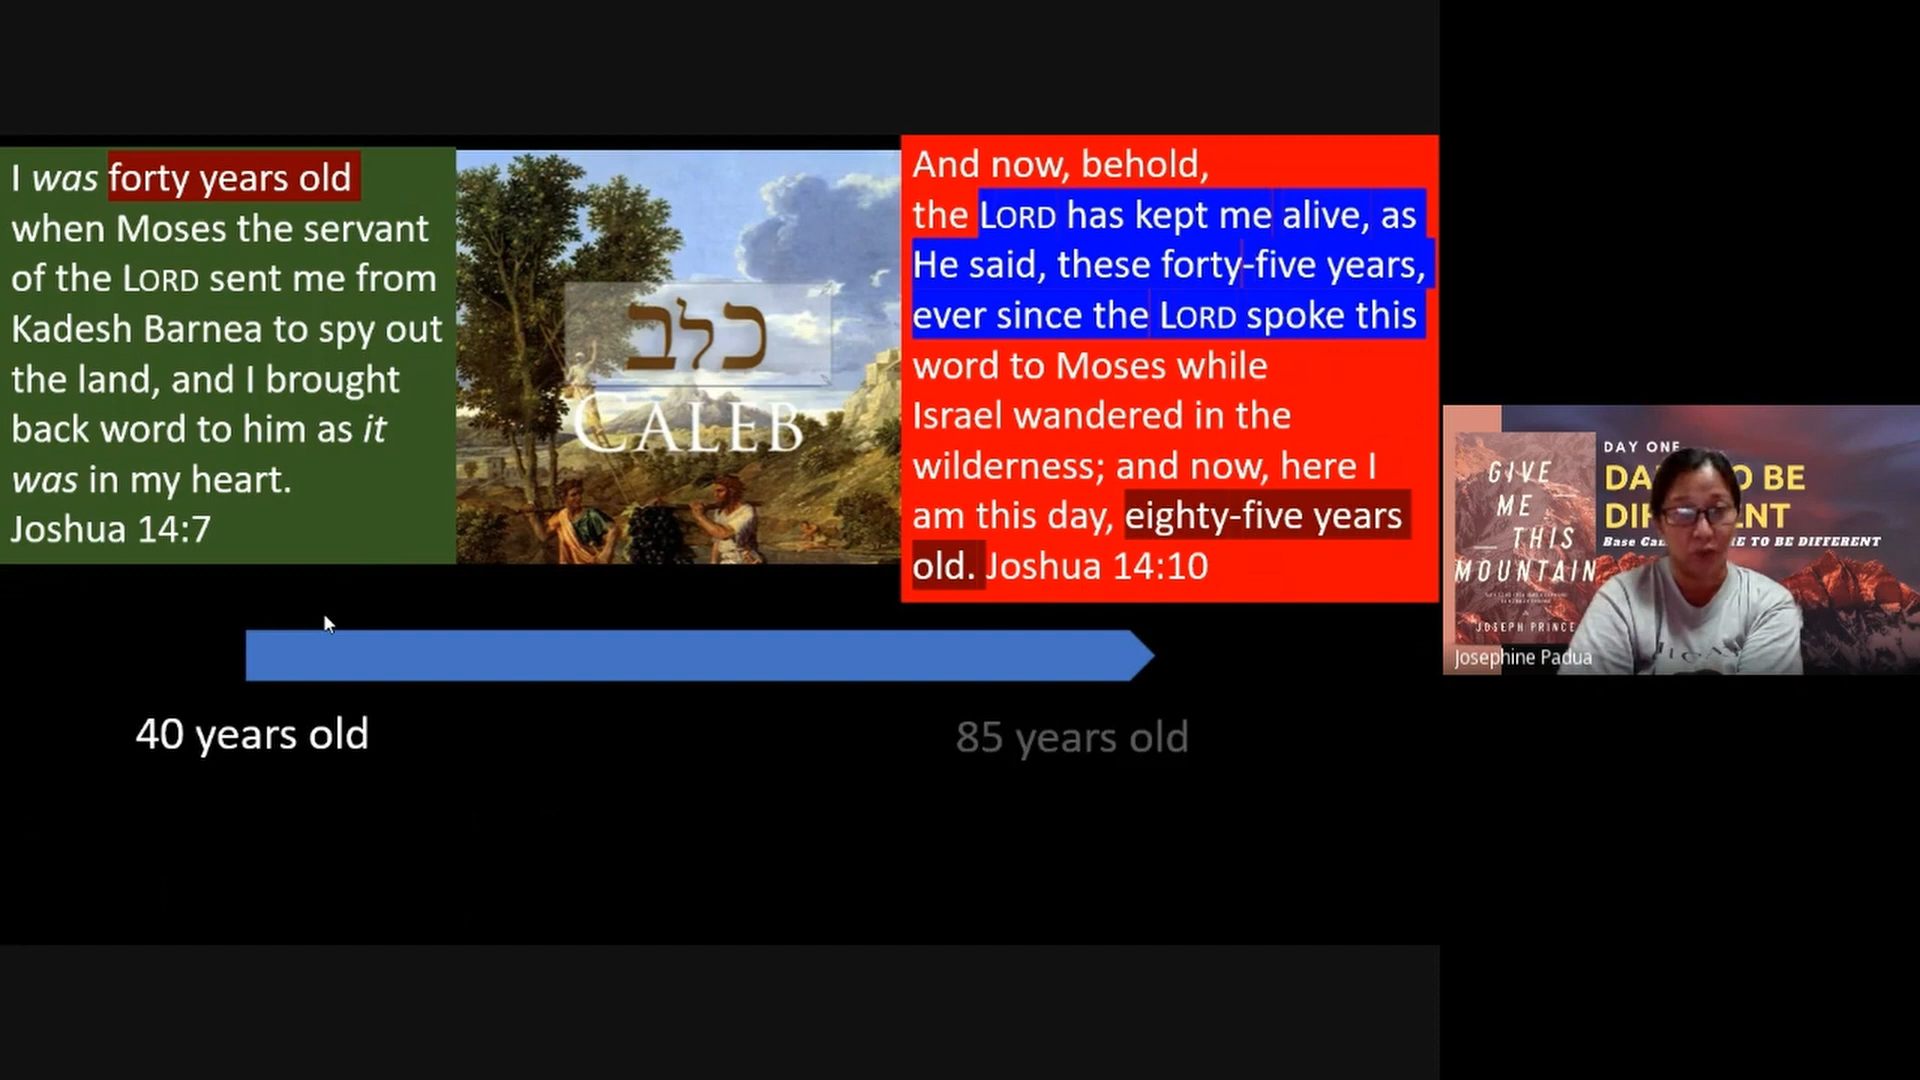 I was forty years old
when Moses the servant
of the LORD sent me from
Kadesh Barnea to spy out
the land, and I brought
back word to him as it
was in my heart.
Joshua 14:7
כלב
CALEB
And now, behold,
the LORD has kept me alive, as
He said, these forty-five years,
ever since the LORD spoke this
word to Moses while
Israel wandered in the
wilderness; and now, here I
am this day, eighty-five years
old. Joshua 14:10
40 years old
85 years old
GIVE
ME
THIS
MOUNTAIN
JOSEPH PRINCE
DAY ONE
BE
Base
TO BE DIFFERENT
Josephine Padua